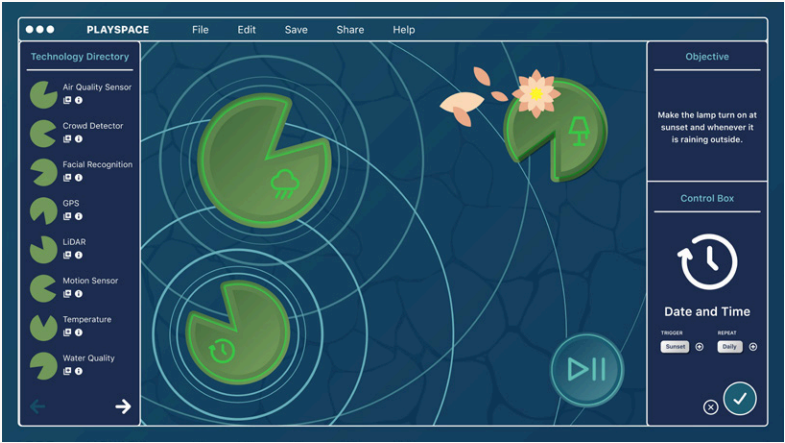 PLAYSPACE File Edit Save Share Help
Technology Directory
Air Quality Sensor
Crowd Detector
Facial Recognition
GPS
LiDAR
Motion Sensor
Temperature
Water Quality
Objective
Make the lamp turn on at
sunset and whenever it
is raining outside.
Control Box
Date and Time
TRIGGER REPEAT
Sunset Daily